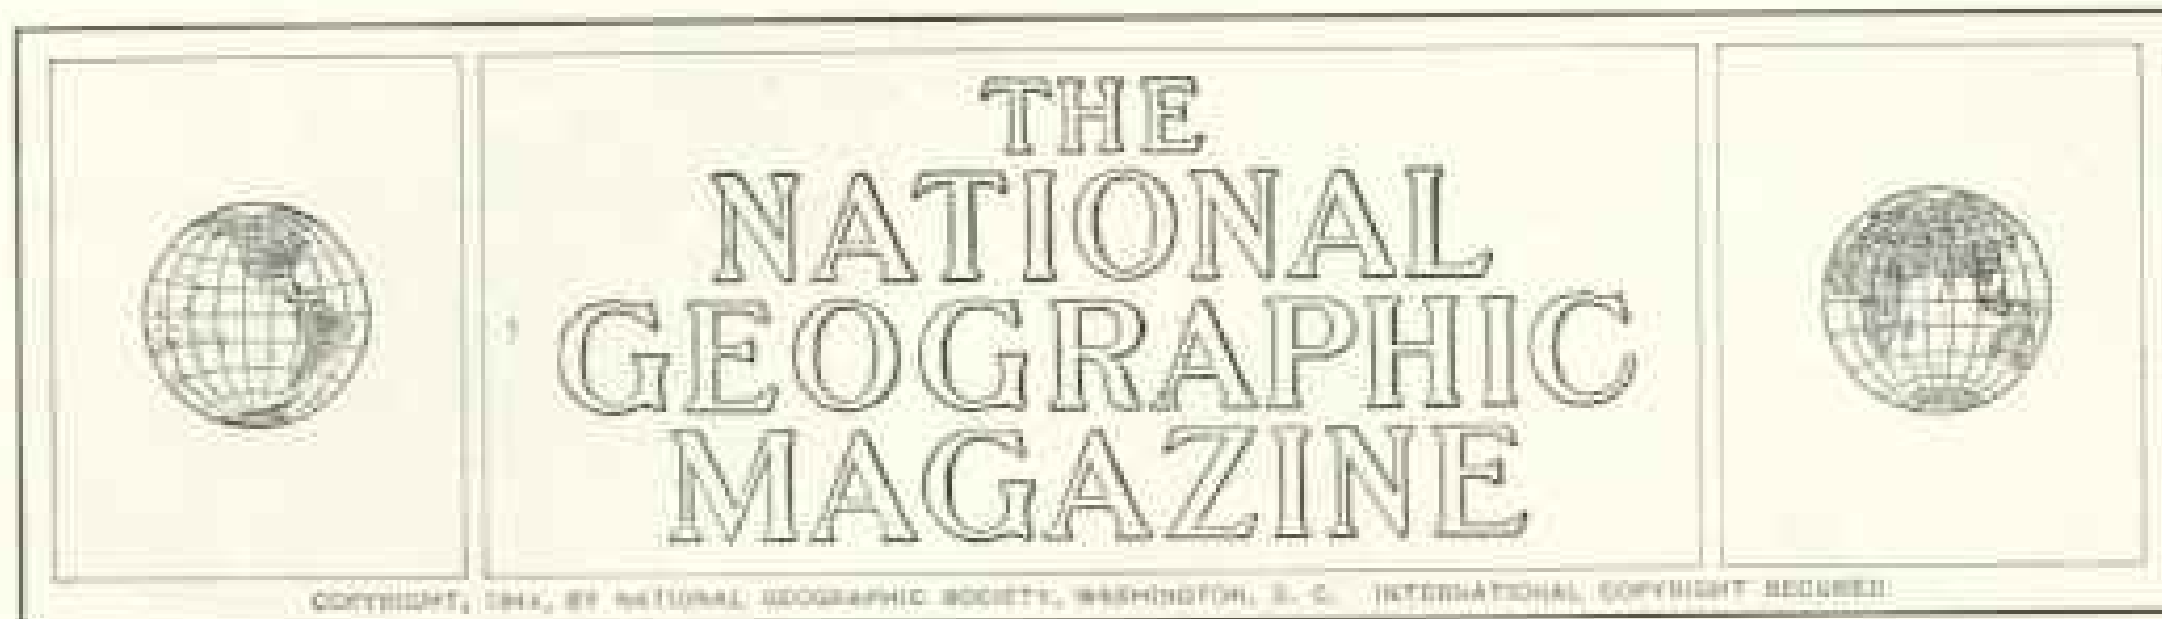 THE
NATIONAL
GEOGRAPHIC
MAGAZINE
COPYRIGHT, BY NATIONAL GEOGRAPHIC SOCIETY, WASHINGTON, D. C. INTERNATIONAL COPYRIGHT SECURED